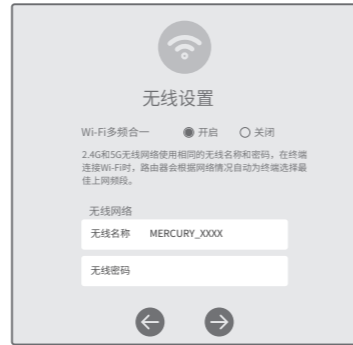 无线设置
Wi-Fi多频合一 开启 关闭
2.4G和5G无线网络使用相同的无线名称和密码，在终端
连接Wi-Fi时，路由器会根据网络情况自动为终端选择最
佳上网频段。
无线网络
无线名称 MERCURY_XXXX
无线密码